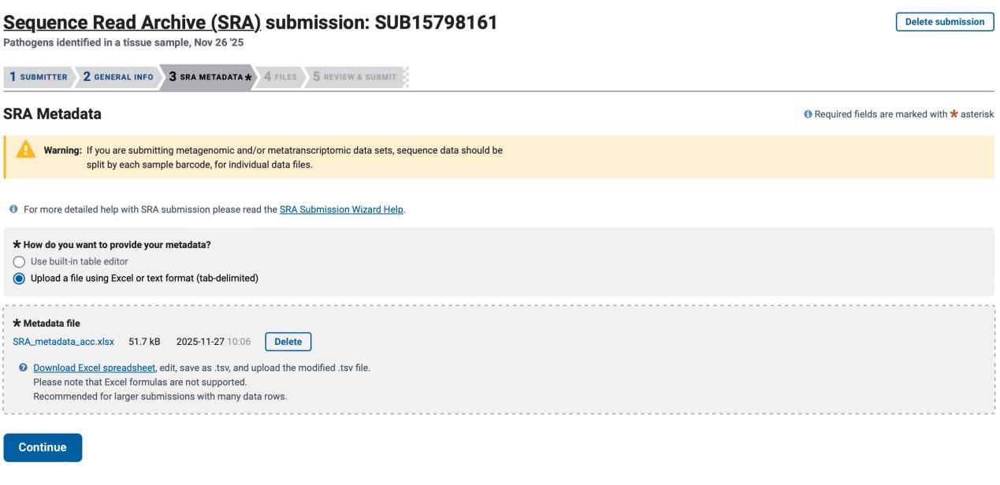 Sequence Read Archive (SRA) submission: SUB15798161
Delete submission
Pathogens identified in a tissue sample, Nov 26 '25
1 SUBMITTER 2 GENERAL INFO 3 SRA METADATA * 4 FILES 5 REVIEW & SUBMIT
SRA Metadata
Required fields are marked with * asterisk
Warning: If you are submitting metagenomic and/or metatranscriptomic data sets, sequence data should be
split by each sample barcode, for individual data files.
For more detailed help with SRA submission please read the SRA Submission Wizard Help.
* How do you want to provide your metadata?
Use built-in table editor
Upload a file using Excel or text format (tab-delimited)
* Metadata file
SRA_metadata_acc.xlsx 51.7 kB 2025-11-27 10:06 Delete
Download Excel spreadsheet, edit, save as .tsv, and upload the modified .tsv file.
Please note that Excel formulas are not supported.
Recommended for larger submissions with many data rows.
Continue